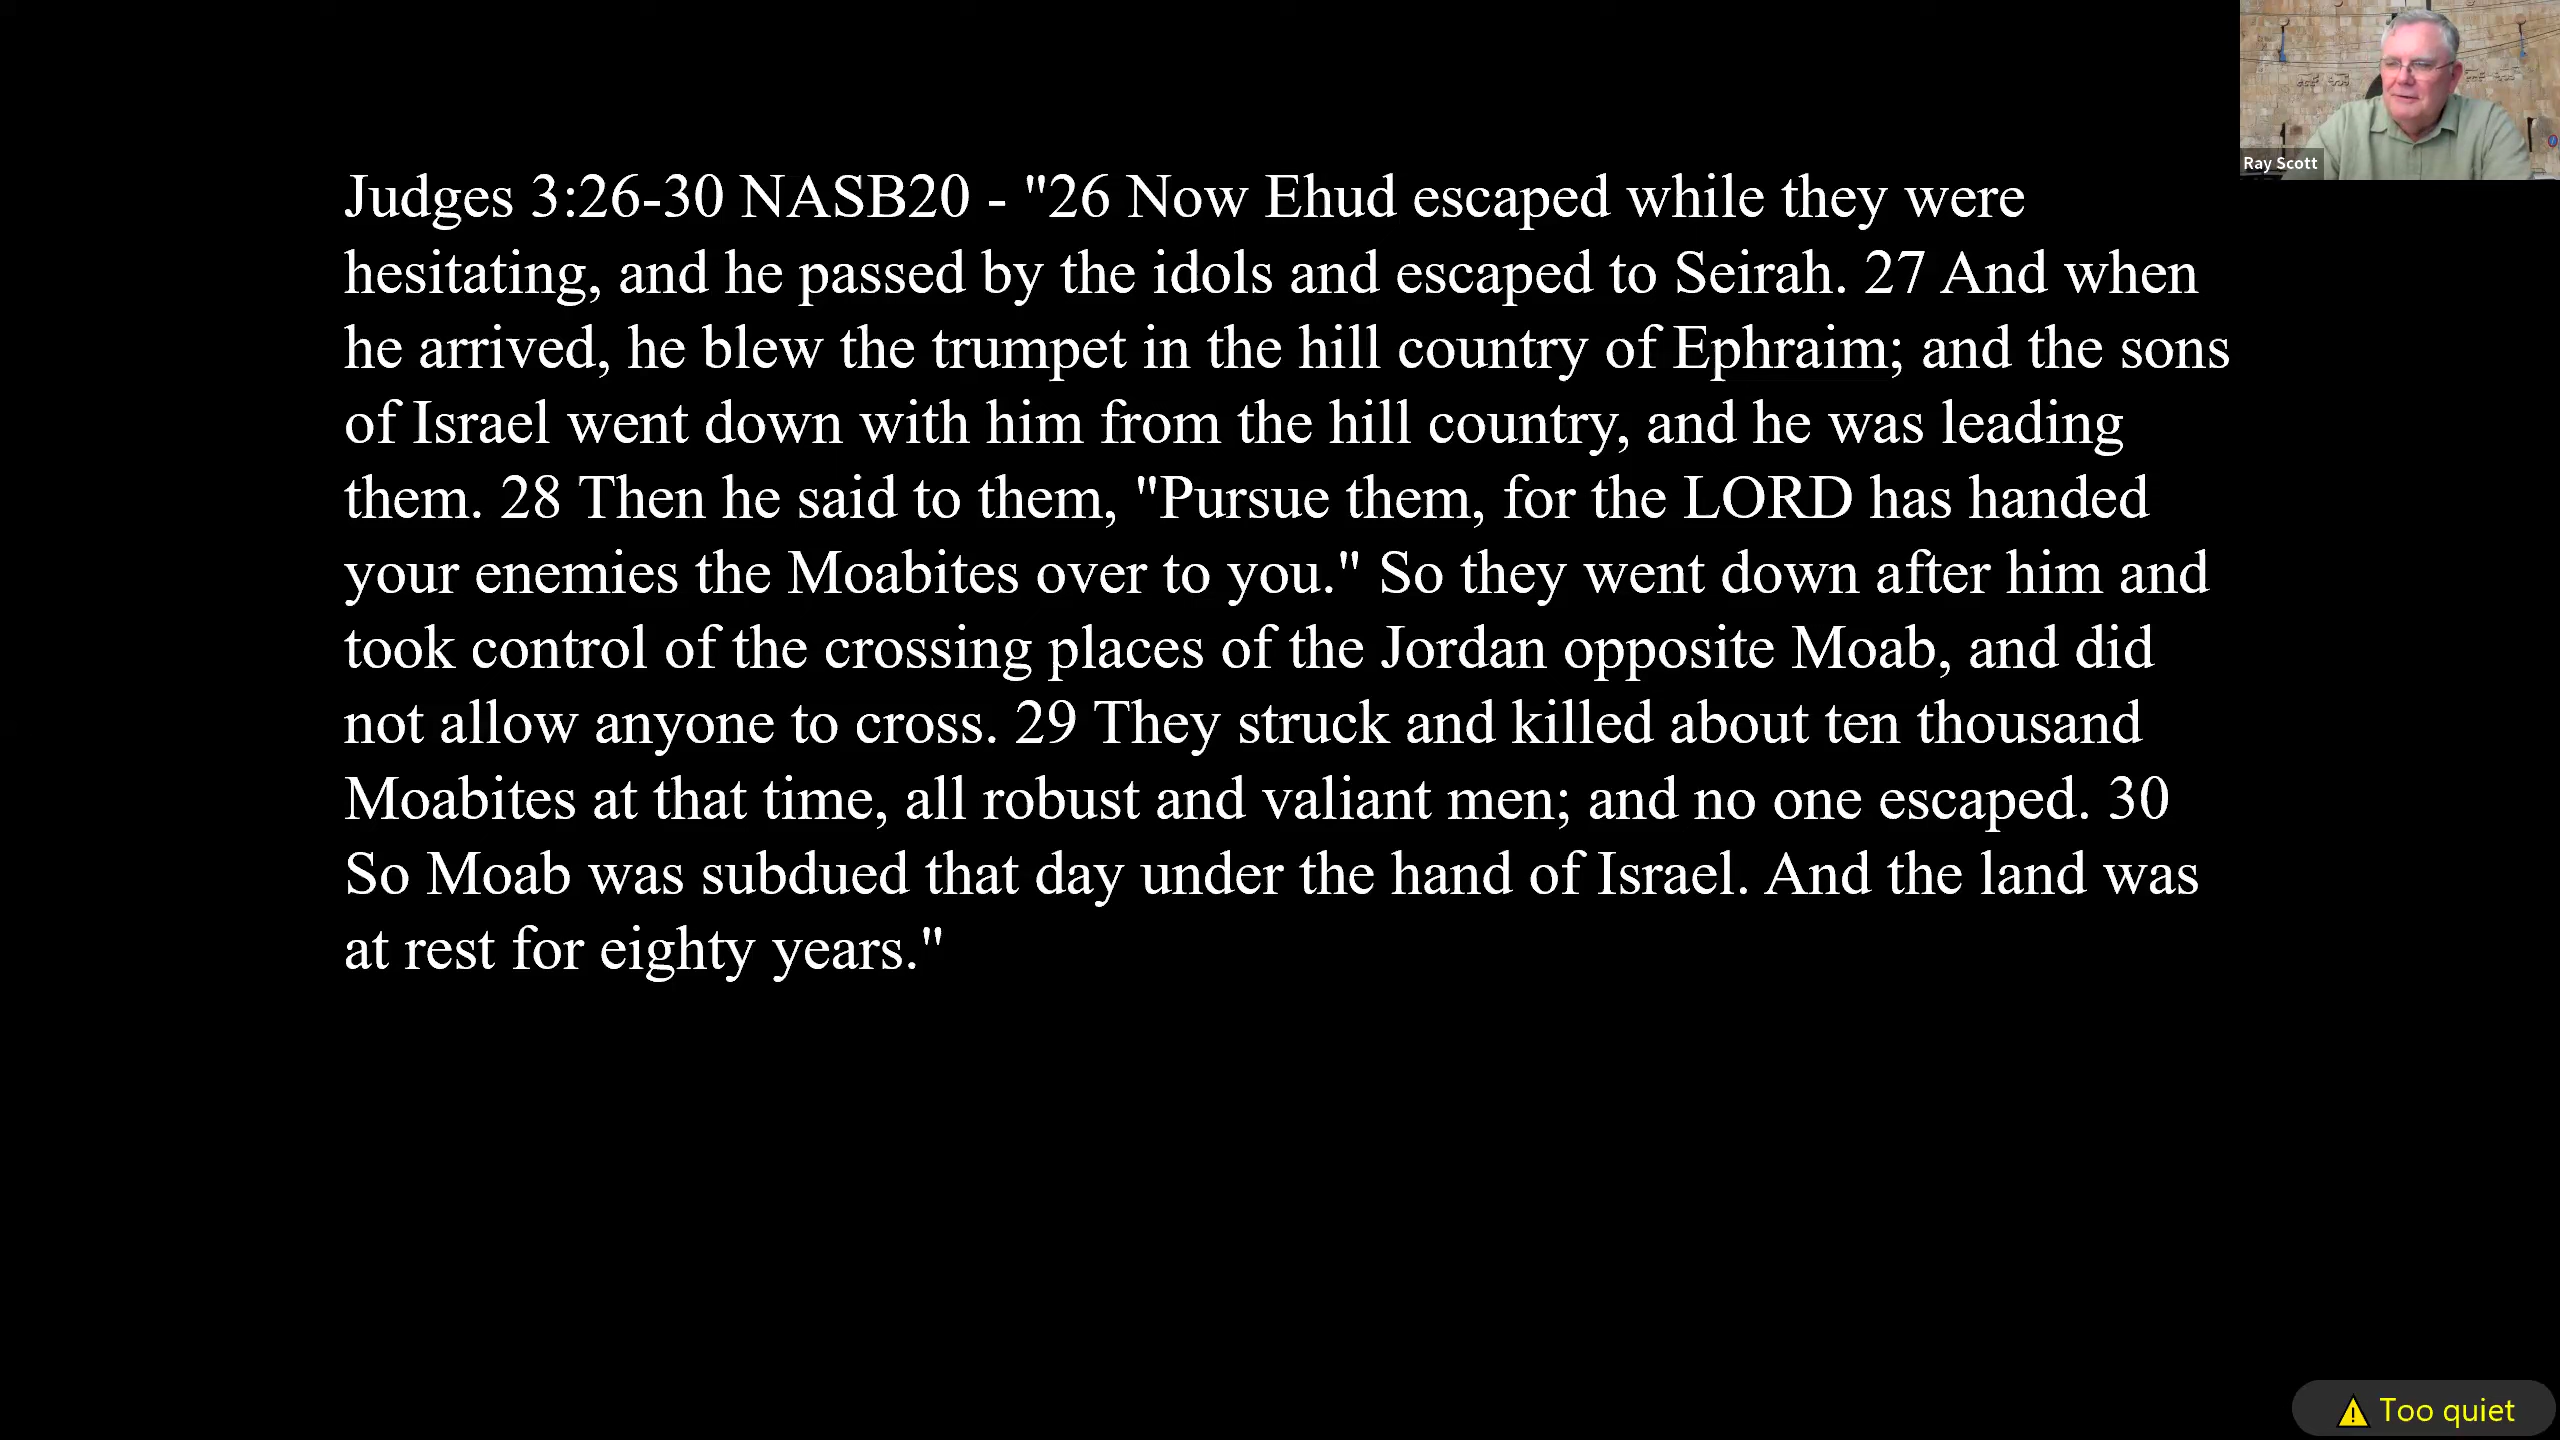 Judges 3:26-30 NASB20 - "26 Now Ehud escaped while they were
hesitating, and he passed by the idols and escaped to Seirah. 27 And when
he arrived, he blew the trumpet in the hill country of Ephraim; and the sons
of Israel went down with him from the hill country, and he was leading
them. 28 Then he said to them, "Pursue them, for the LORD has handed
your enemies the Moabites over to you." So they went down after him and
took control of the crossing places of the Jordan opposite Moab, and did
not allow anyone to cross. 29 They struck and killed about ten thousand
Moabites at that time, all robust and valiant men; and no one escaped. 30
So Moab was subdued that day under the hand of Israel. And the land was
at rest for eighty years."
Ray Scott
Too quiet